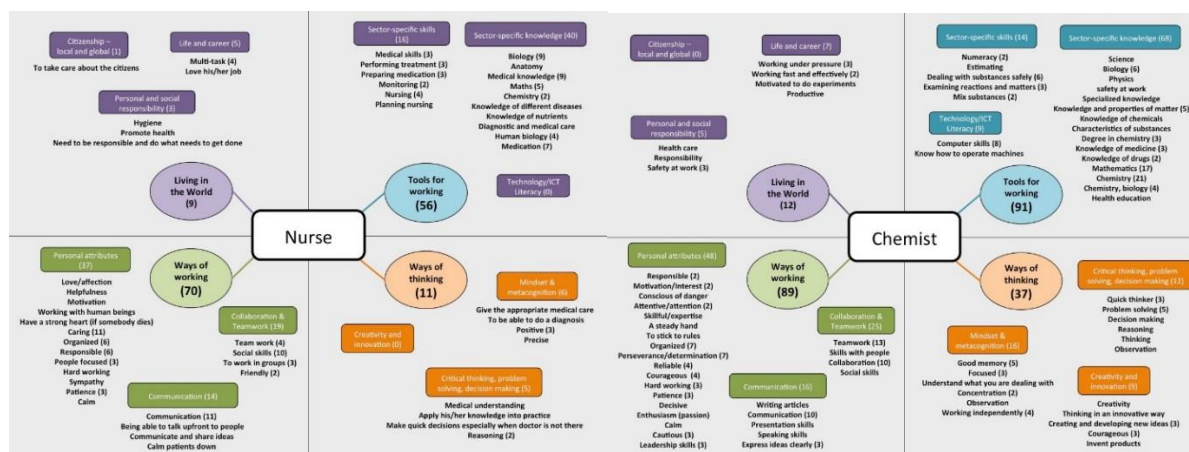 Citizenship –
local and global (1)
To take care about the citizens
Life and career (5)
Multi-task (4)
Love his/her job
Personal and social
responsibility (3)
Hygiene
Promote health
Need to be responsible and do what needs to get done
Living in
the World
(9)
Sector-specific skills
(16)
Medical skills (3)
Performing treatment (3)
Preparing medication (3)
Monitoring (2)
Nursing (4)
Planning nursing
Sector-specific knowledge (40)
Biology (9)
Anatomy
Medical knowledge (9)
Maths (5)
Chemistry (2)
Knowledge of different diseases
Knowledge of nutrients
Diagnostic and medical care
Human biology (4)
Medication (7)
Technology/ICT
Literacy (0)
Tools for
working
(56)
Nurse
Personal attributes
(37)
Love/affection
Helpfulness
Motivation
Working with human beings
Have a strong heart (if somebody dies)
Caring (11)
Organized (6)
Responsible (6)
People focused (3)
Hard working
Sympathy
Patience (3)
Calm
Ways of
working
(70)
Collaboration &
Teamwork (19)
Team work (4)
Social skills (10)
To work in groups (3)
Friendly (2)
Communication (14)
Communication (11)
Being able to talk upfront to people
Communicate and share ideas
Calm patients down
Ways of
thinking
(11)
Mindset &
metacognition (6)
Give the appropriate medical care
To be able to do a diagnosis
Positive (3)
Precise
Creativity and
innovation (0)
Critical thinking, problem
solving, decision making (5)
Medical understanding
Apply his/her knowledge into practice
Make quick decisions especially when doctor is not there
Reasoning (2)
Citizenship –
local and global (0)
Life and career (7)
Working under pressure (3)
Working fast and effectively (2)
Motivated to do experiments
Productive
Personal and social
responsibility (5)
Health care
Responsibility
Safety at work (3)
Living in
the World
(12)
Sector-specific skills (14)
Numeracy (2)
Estimating
Dealing with substances safely (6)
Examining reactions and matters (3)
Mix substances (2)
Technology/ICT
Literacy (9)
Computer skills (8)
Know how to operate machines
Sector-specific knowledge (68)
Science
Biology (6)
Physics
safety at work
Specialized knowledge
Knowledge and properties of matter (5)
Knowledge of chemicals
Characteristics of substances
Degree in chemistry (3)
Knowledge of medicine (3)
Knowledge of drugs (2)
Mathematics (17)
Chemistry (21)
Chemistry, biology (4)
Health education
Tools for
working
(91)
Chemist
Personal attributes (48)
Responsible (2)
Motivation/Interest (2)
Conscious of danger
Attentive/attention (2)
Skillful/expertise
A steady hand
To stick to rules
Organized (7)
Perseverance/determination (7)
Reliable (4)
Courageous (4)
Hard working (3)
Patience (3)
Decisive
Enthusiasm (passion)
Calm
Cautious (3)
Leadership skills (3)
Ways of
working
(89)
Collaboration &
Teamwork (25)
Teamwork (13)
Skills with people
Collaboration (10)
Social skills
Communication (16)
Writing articles
Communication (10)
Presentation skills
Speaking skills
Express ideas clearly (3)
Ways of
thinking
(37)
Critical thinking, problem
solving, decision making (12)
Quick thinker (3)
Problem solving (5)
Decision making
Reasoning
Thinking
Observation
Mindset &
metacognition (16)
Good memory (5)
Focused (3)
Understand what you are dealing with
Concentration (2)
Observation
Working independently (4)
Creativity and
innovation (9)
Creativity
Thinking in an innovative way
Creating and developing new ideas (3)
Courageous (3)
Invent products